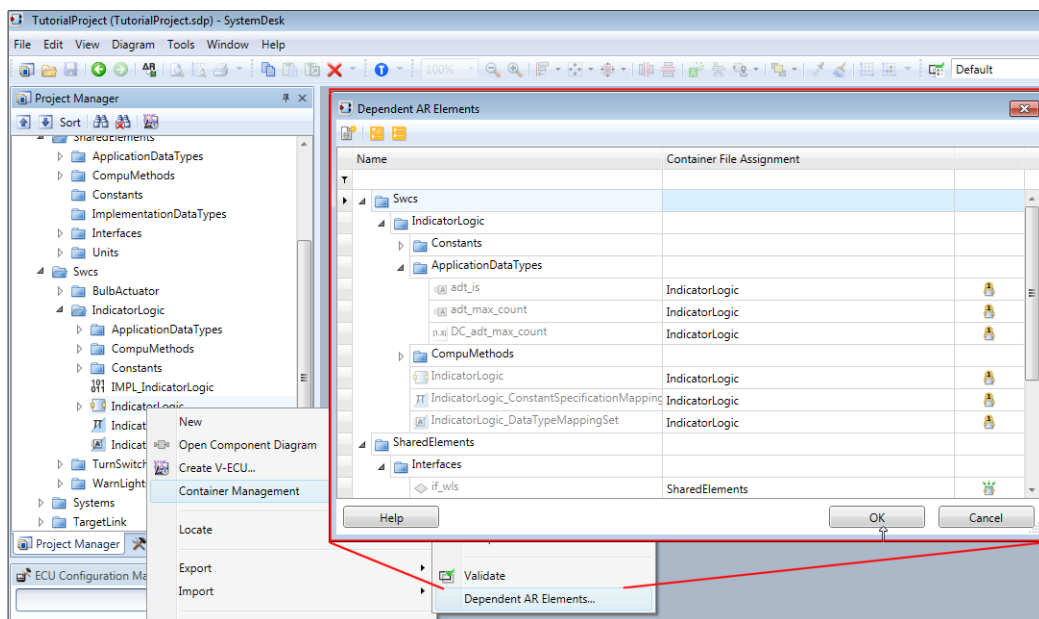 TutorialProject (TutorialProject.sdp) - SystemDesk
File Edit View Diagram Tools Window Help
100% Default
Project Manager
Sort
SharedElements
ApplicationDataTypes
CompuMethods
Constants
ImplementationDataTypes
Interfaces
Units
Swcs
BulbActuator
IndicatorLogic
ApplicationDataTypes
CompuMethods
Constants
IMPL_IndicatorLogic
IndicatorLogic
Indicat
Indicat
TurnSwitch
WarnLight
Systems
TargetLink
Project Manager
ECU Configuration Ma
New
Open Component Diagram
Create V-ECU...
Container Management
Locate
Export
Import
Validate
Dependent AR Elements...
Dependent AR Elements
Name Container File Assignment
Swcs
IndicatorLogic
Constants
ApplicationDataTypes
adt_is IndicatorLogic
adt_max_count IndicatorLogic
DC_adt_max_count IndicatorLogic
CompuMethods
IndicatorLogic IndicatorLogic
IndicatorLogic_ConstantSpecificationMapping IndicatorLogic
IndicatorLogic_DataTypeMappingSet IndicatorLogic
SharedElements
Interfaces
if_wls SharedElements
Help OK Cancel